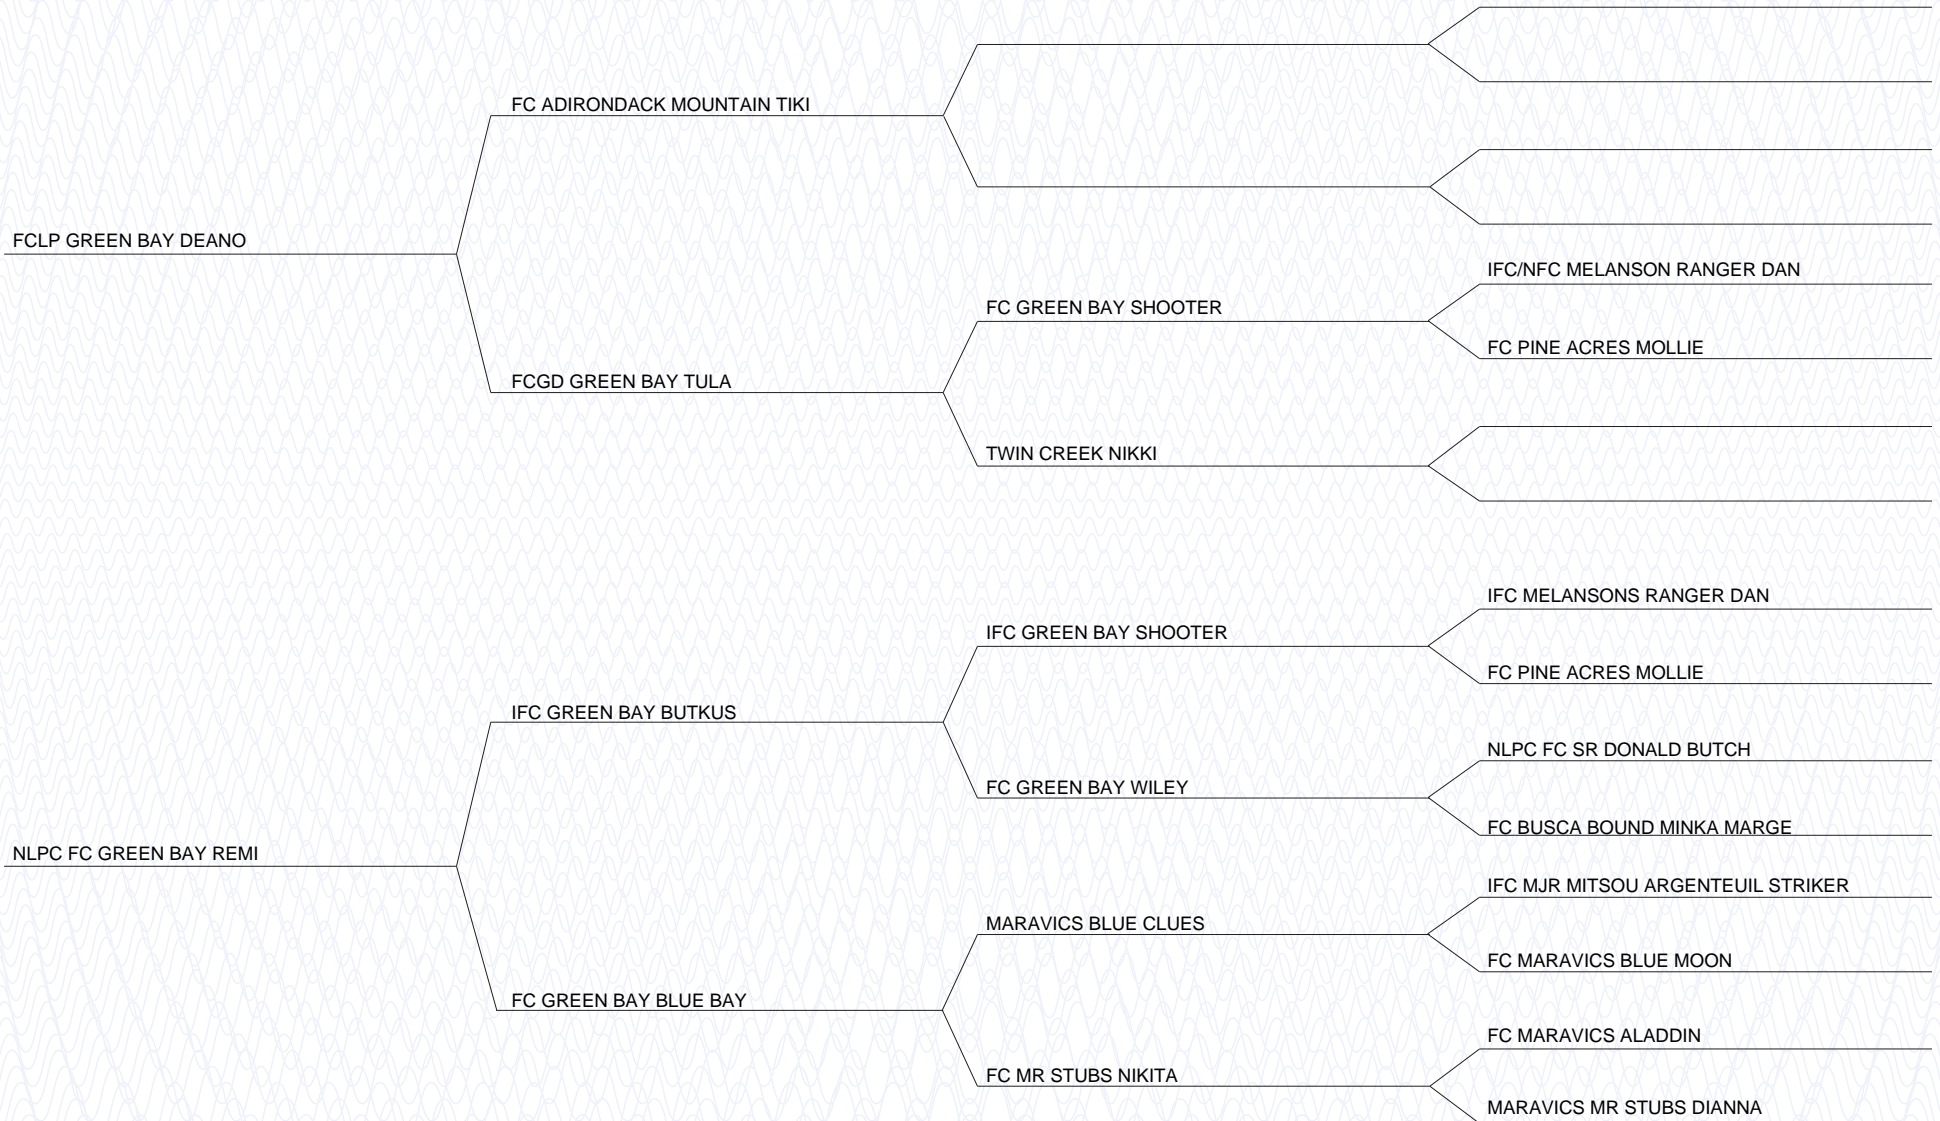 FC ADIRONDACK MOUNTAIN TIKI
FCLP GREEN BAY DEANO
IFC/NFC MELANSON RANGER DAN
FC GREEN BAY SHOOTER
FC PINE ACRES MOLLIE
FCGD GREEN BAY TULA
TWIN CREEK NIKKI
IFC MELANSONS RANGER DAN
IFC GREEN BAY SHOOTER
FC PINE ACRES MOLLIE
IFC GREEN BAY BUTKUS
NLPC FC SR DONALD BUTCH
FC GREEN BAY WILEY
FC BUSCA BOUND MINKA MARGE
NLPC FC GREEN BAY REMI
IFC MJR MITSOU ARGENTEUIL STRIKER
MARAVICS BLUE CLUES
FC MARAVICS BLUE MOON
FC GREEN BAY BLUE BAY
FC MARAVICS ALADDIN
FC MR STUBS NIKITA
MARAVICS MR STUBS DIANNA